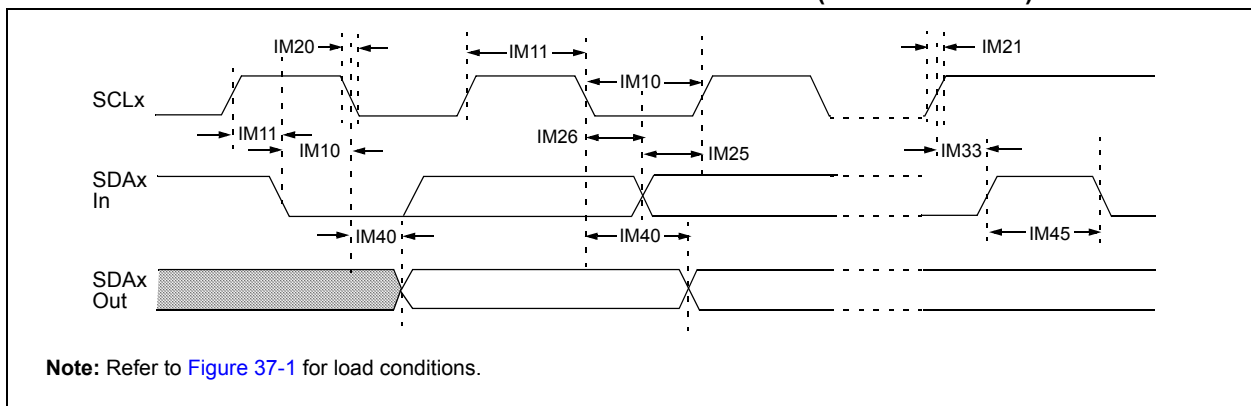 IM20
IM11
IM21
IM10
SCLx
IM11
IM26
IM10
IM25
IM33
SDAx
In
IM40
IM40
IM45
SDAx
Out
Note: Refer to Figure 37-1 for load conditions.